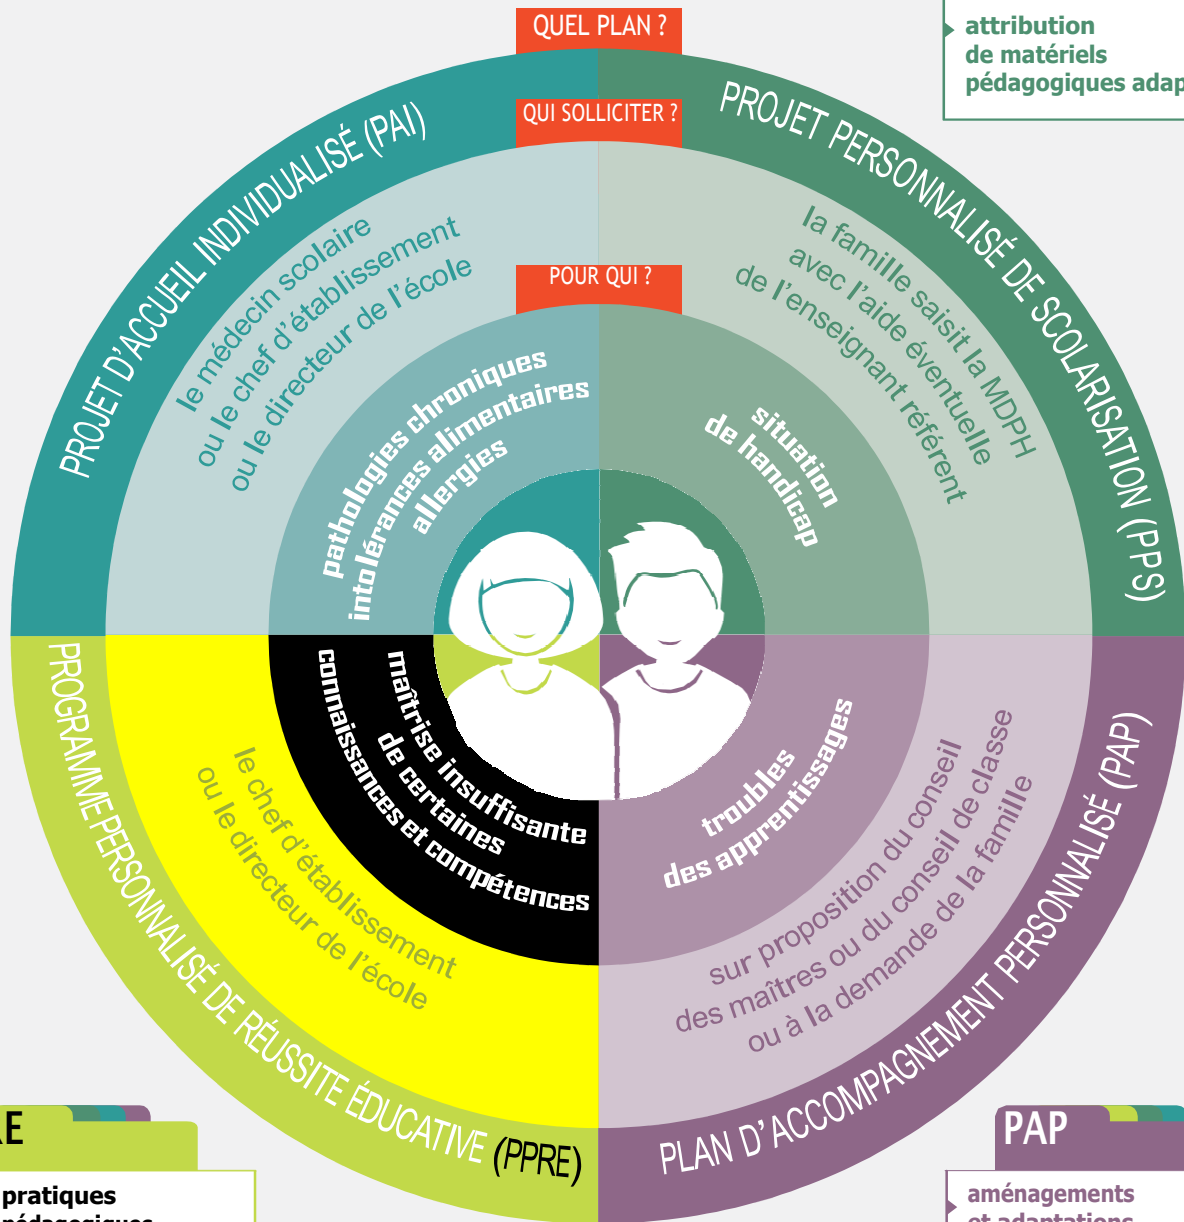 QUEL PLAN ?
QUI SOLLICITER ?
POUR QUI ?
attribution
de matériels
pédagogiques adap
PROJET D'ACCUEIL INDIVIDUALISÉ (PAI)
le médecin scolaire
ou le chef d'établissement
ou le directeur de l'école
pathologies chroniques
intolérances alimentaires
allergies
PROJET PERSONNALISÉ DE SCOLARISATION (PPS)
la famille saisit la MDPH
avec l'aide éventuelle
de l'enseignant référent
situation
de handicap
PROGRAMME PERSONNALISÉ DE RÉUSSITE ÉDUCATIVE (PPRE)
le chef d'établissement
ou le directeur de l'école
maîtrise insuffisante
de certaines
connaissances et compétences
PLAN D'ACCOMPAGNEMENT PERSONNALISÉ (PAP)
sur proposition du conseil
des maîtres ou du conseil de classe
ou à la demande de la famille
troubles
des apprentissages
RE
pratiques
pédagogiques
PAP
aménagements
et adaptations